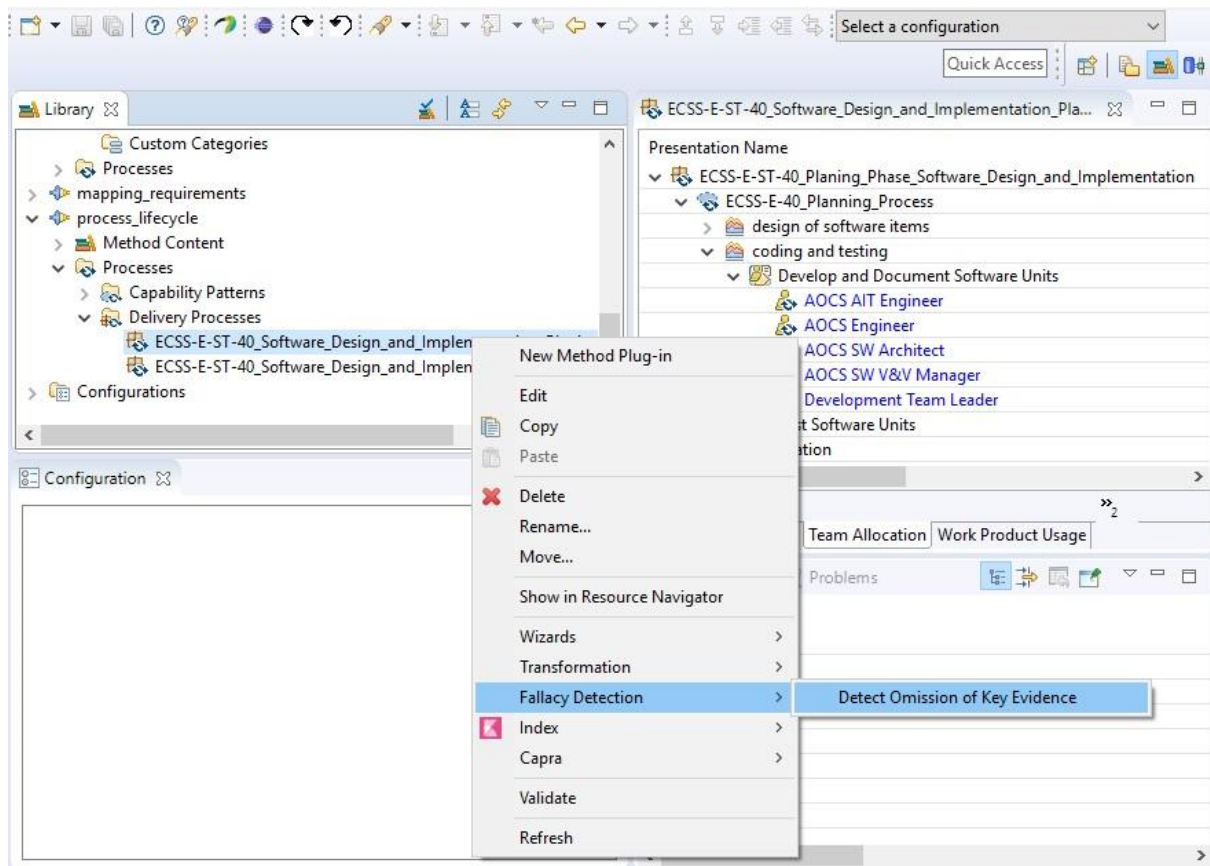 Select a configuration
Quick Access
Library
Custom Categories
Processes
mapping_requirements
process_lifecycle
Method Content
Processes
Capability Patterns
Delivery Processes
ECSS-E-ST-40_Software_Design_and_Implem
ECSS-E-ST-40_Software_Design_and_Implem
Configurations
ECSS-E-ST-40_Software_Design_and_Implementation_Pla...
Presentation Name
ECSS-E-ST-40_Planing_Phase_Software_Design_and_Implementation
ECSS-E-40_Planning_Process
design of software items
coding and testing
Develop and Document Software Units
AOCS AIT Engineer
AOCS Engineer
AOCS SW Architect
AOCS SW V&V Manager
Development Team Leader
t Software Units
ation
2
Team Allocation
Work Product Usage
Problems
Configuration
New Method Plug-in
Edit
Copy
Paste
Delete
Rename...
Move...
Show in Resource Navigator
Wizards
Transformation
Fallacy Detection
Detect Omission of Key Evidence
Index
Capra
Validate
Refresh